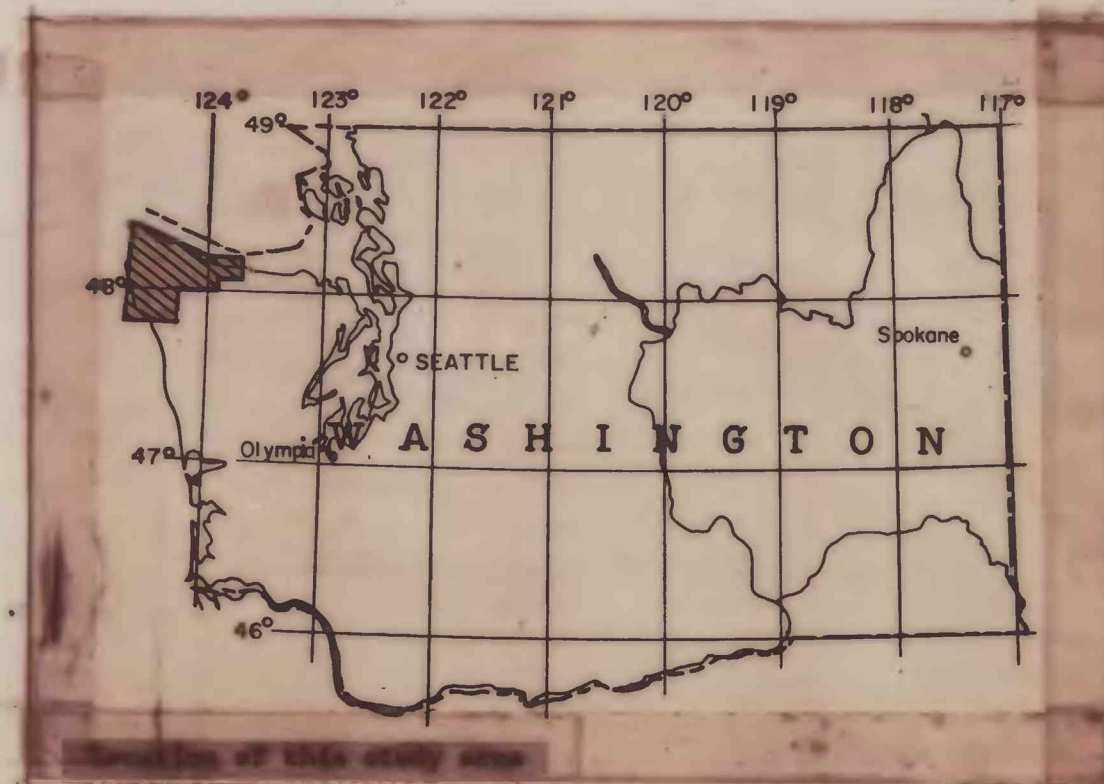 124° 123° 122° 121° 120° 119° 118° 117°
49°
48°
Spokane
SEATTLE
WASHINGTON
Olympia
47°
46°
Location of this study area